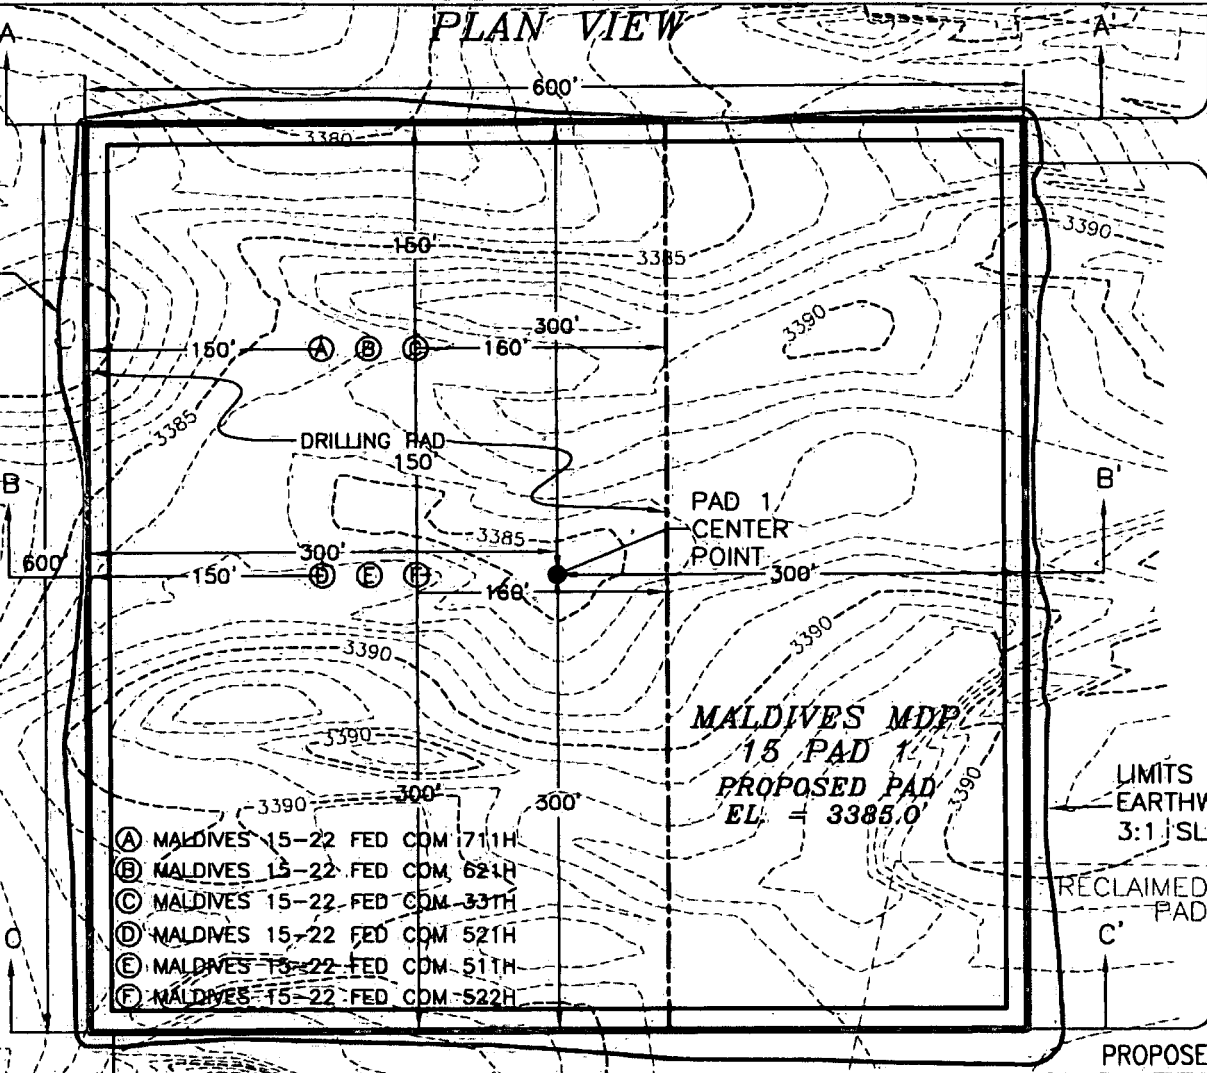 PLAN VIEW
A
A'
600'
3380
150'
3385
3390
3390
300'
150'
A
B
C
160'
3385
DRILLING PAD
150'
B
B'
PAD 1
CENTER
POINT
3385
600'
300'
150'
D
E
F
300'
160'
3390
3390
3390
MALDIVES MDP
15 PAD 1
PROPOSED PAD
EL. = 3385.0'
3390
3390
300'
300'
LIMITS
EARTHW
3:1 SL
A MALDIVES 15-22 FED COM 711H
B MALDIVES 15-22 FED COM 621H
C MALDIVES 15-22 FED COM 331H
D MALDIVES 15-22 FED COM 521H
E MALDIVES 15-22 FED COM 511H
F MALDIVES 15-22 FED COM 522H
RECLAIMED
PAD
C
C'
PROPOSE